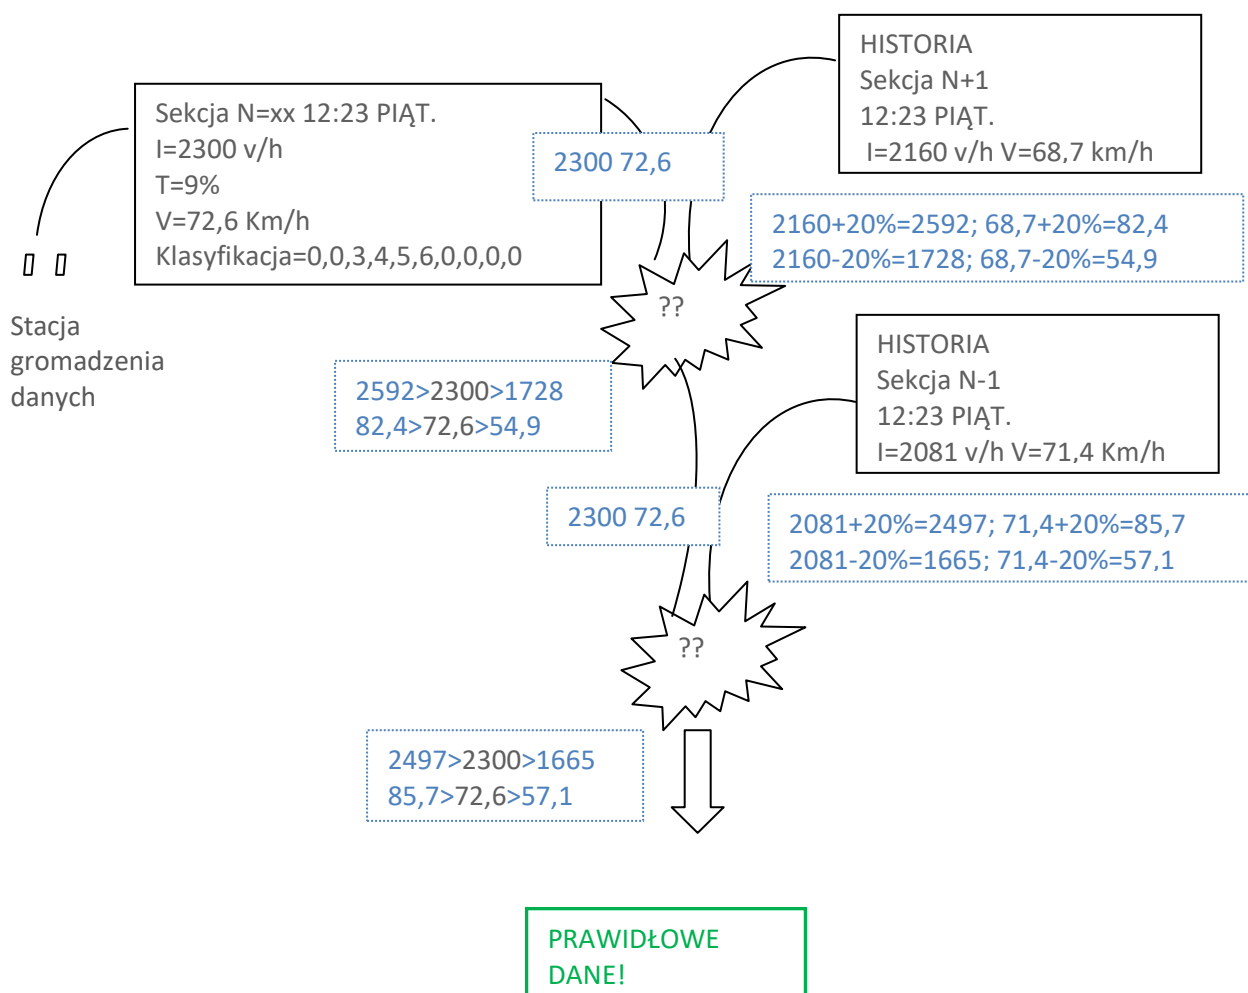 HISTORIA
Sekcja N+1
12:23 PIĄT.
I=2160 v/h V=68,7 km/h
Sekcja N=xx 12:23 PIĄT.
I=2300 v/h
T=9%
V=72,6 Km/h
Klasyfikacja=0,0,3,4,5,6,0,0,0,0
2300 72,6
2160+20%=2592; 68,7+20%=82,4
2160-20%=1728; 68,7-20%=54,9
??
Stacja
gromadzenia
danych
HISTORIA
Sekcja N-1
12:23 PIĄT.
I=2081 v/h V=71,4 Km/h
2592>2300>1728
82,4>72,6>54,9
2300 72,6
2081+20%=2497; 71,4+20%=85,7
2081-20%=1665; 71,4-20%=57,1
??
2497>2300>1665
85,7>72,6>57,1
PRAWIDŁOWE
DANE!